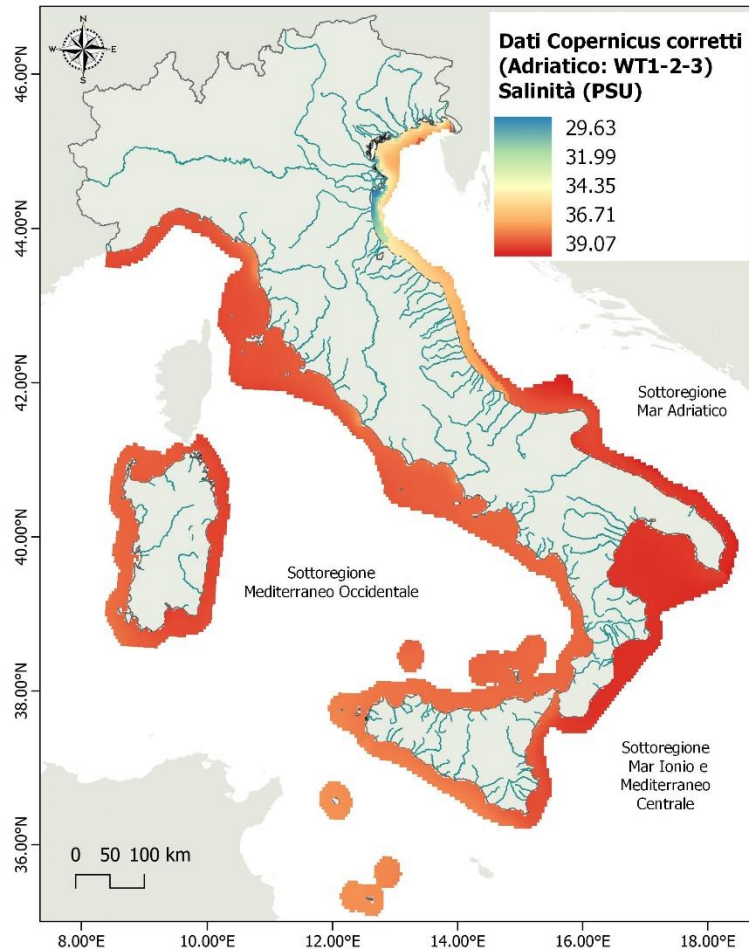 N
W E
S
Dati Copernicus corretti
(Adriatico: WT1-2-3)
Salinità (PSU)
29.63
31.99
34.35
36.71
39.07
46.00°N
44.00°N
42.00°N
40.00°N
38.00°N
36.00°N
Sottoregione
Mar Adriatico
Sottoregione
Mediterraneo Occidentale
Sottoregione
Mar Ionio e
Mediterraneo
Centrale
0 50 100 km
8.00°E 10.00°E 12.00°E 14.00°E 16.00°E 18.00°E